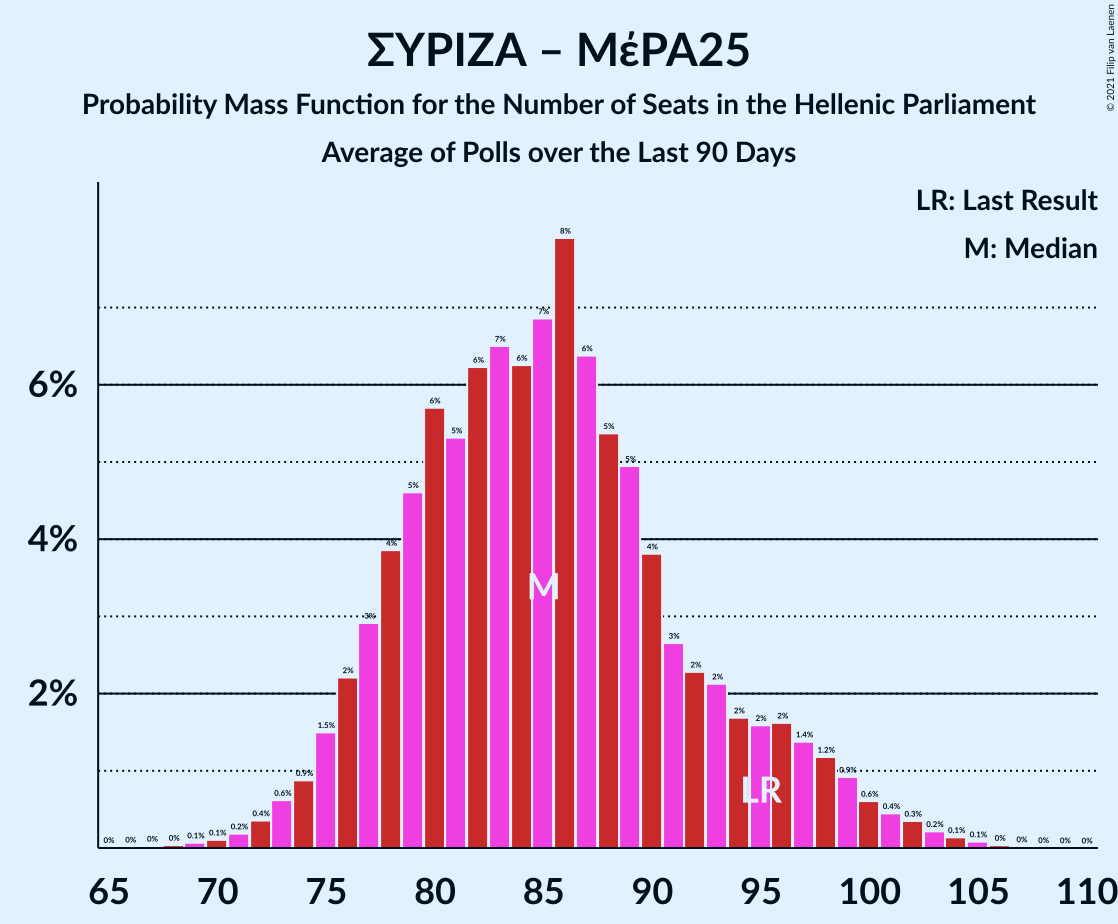 ΣΥΡΙΖΑ – ΜέΡΑ25
Probability Mass Function for the Number of Seats in the Hellenic Parliament
Average of Polls over the Last 90 Days
© 2021 Filip van Laenen
LR: Last Result
M: Median
6%
4%
2%
0% 0% 0% 0% 0.1% 0.1% 0.2% 0.4% 0.6% 0.9% 1.5% 2% 3% 4% 5% 6% 5% 6% 7% 6% 7% 8% 6% 5% 5% 4% 3% 2% 2% 2% 2% 2% 1.4% 1.2% 0.9% 0.6% 0.4% 0.3% 0.2% 0.1% 0.1% 0% 0% 0% 0% 0%
M
LR
65 70 75 80 85 90 95 100 105 110